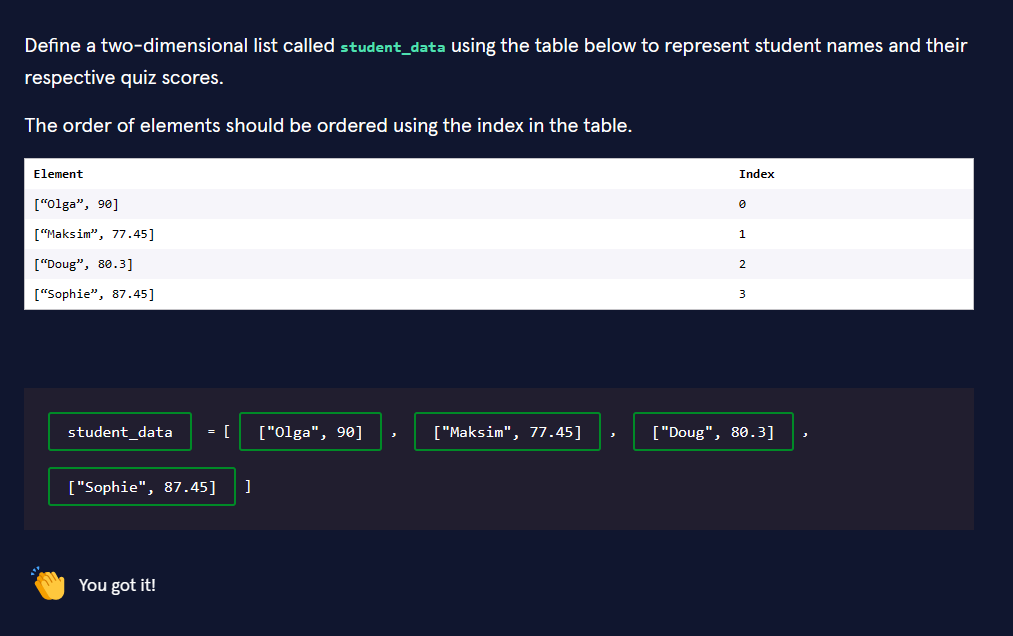 Define a two-dimensional list called student_data using the table below to represent student names and their
respective quiz scores.
The order of elements should be ordered using the index in the table.
Element Index
[“Olga”, 90] 0
[“Maksim”, 77.45] 1
[“Doug”, 80.3] 2
[“Sophie”, 87.45] 3
student_data = [ ["Olga", 90] , ["Maksim", 77.45] , ["Doug", 80.3] ,
["Sophie", 87.45] ]
You got it!